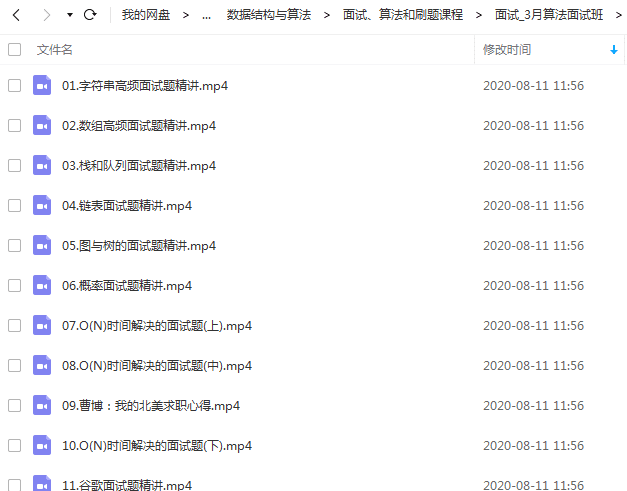 我的网盘 > ... 数据结构与算法 > 面试、算法和刷题课程 > 面试_3月算法面试班 >
文件名 修改时间
01.字符串高频面试题精讲.mp4 2020-08-11 11:56
02.数组高频面试题精讲.mp4 2020-08-11 11:56
03.栈和队列面试题精讲.mp4 2020-08-11 11:56
04.链表面试题精讲.mp4 2020-08-11 11:56
05.图与树的面试题精讲.mp4 2020-08-11 11:56
06.概率面试题精讲.mp4 2020-08-11 11:56
07.O(N)时间解决的面试题(上).mp4 2020-08-11 11:56
08.O(N)时间解决的面试题(中).mp4 2020-08-11 11:56
09.曹博：我的北美求职心得.mp4 2020-08-11 11:56
10.O(N)时间解决的面试题(下).mp4 2020-08-11 11:56
11.谷歌面试题精讲.mp4 2020-08-11 11:56